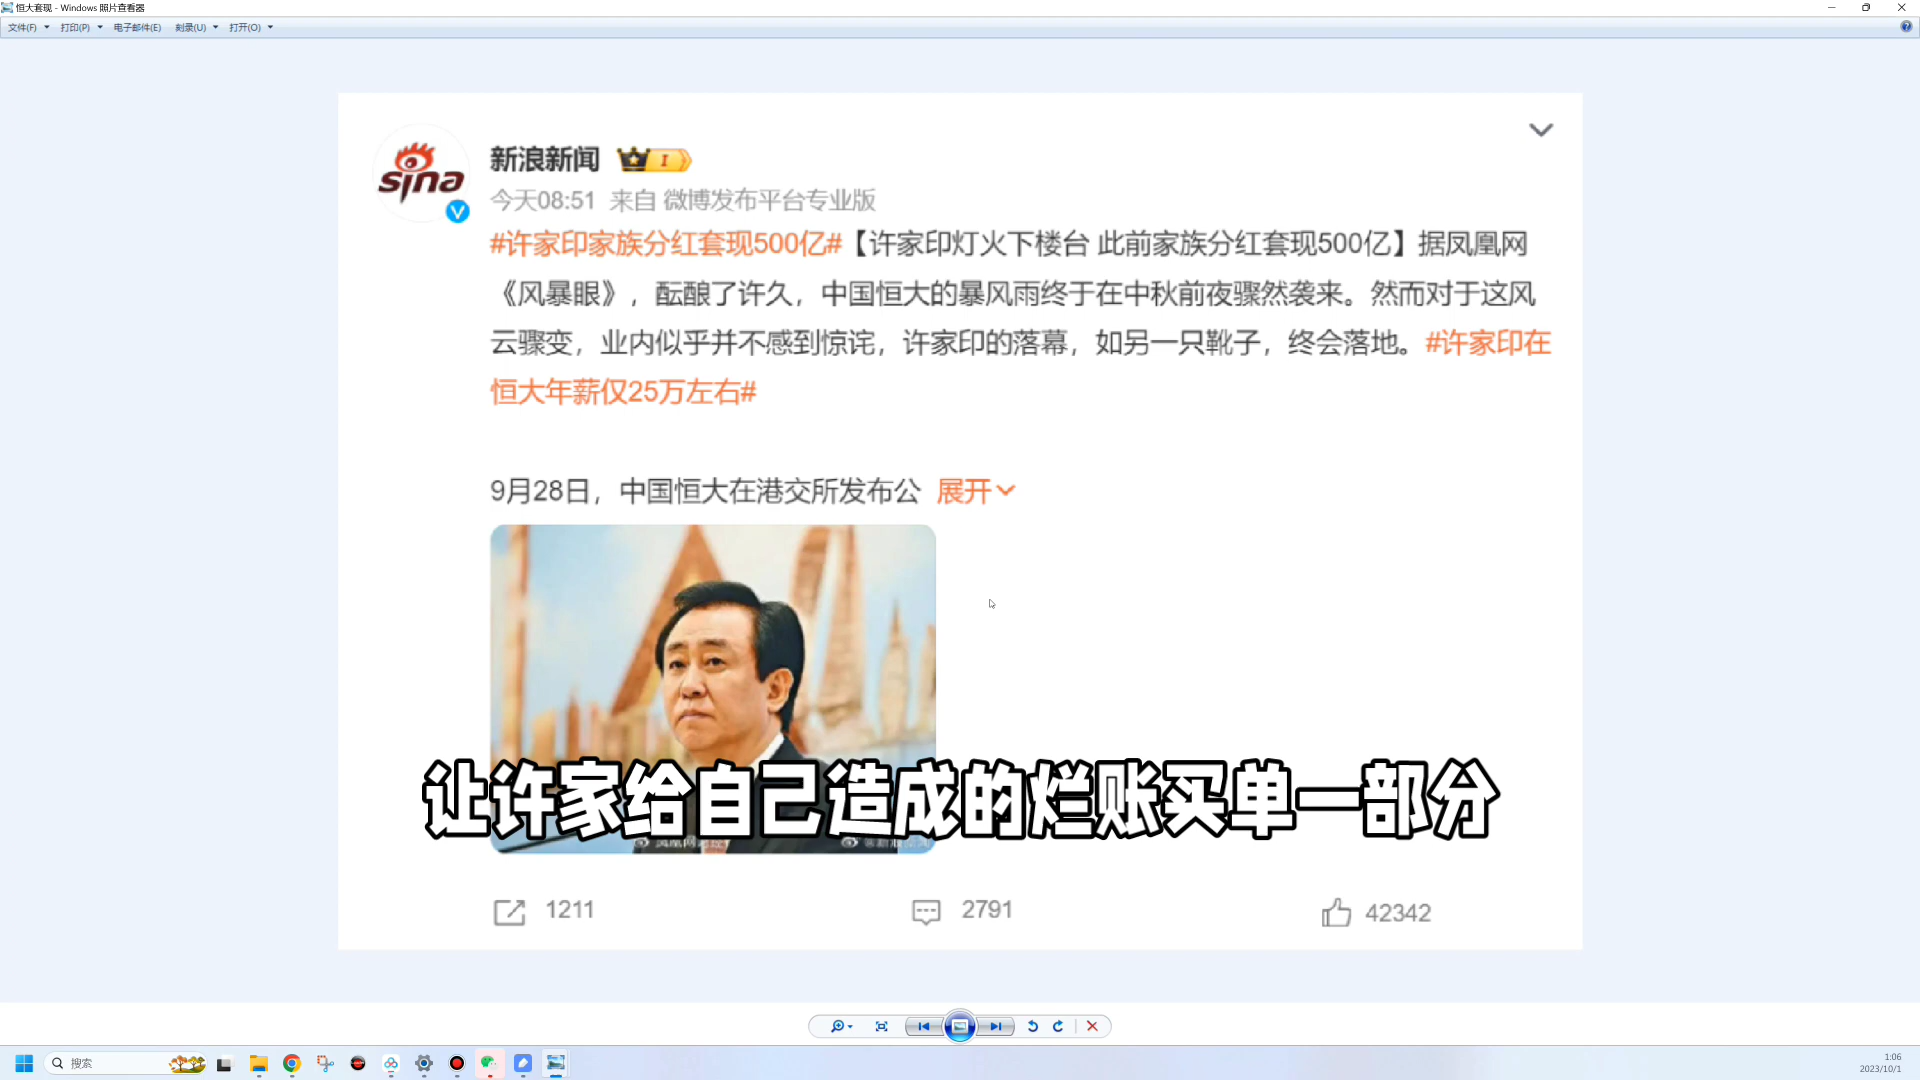 恒大套现 - Windows 照片查看器
文件(F) 打印(P) 电子邮件(E) 刻录(U) 打开(O)
sina
新浪新闻
今天08:51 来自 微博发布平台专业版
#许家印家族分红套现500亿#【许家印灯火下楼台 此前家族分红套现500亿】据凤凰网
《风暴眼》，酝酿了许久，中国恒大的暴风雨终于在中秋前夜骤然袭来。然而对于这风
云骤变，业内似乎并不感到惊诧，许家印的落幕，如另一只靴子，终会落地。#许家印在
恒大年薪仅25万左右#
9月28日，中国恒大在港交所发布公 展开
让许家给自己造成的烂账买单一部分
1211 2791 42342
搜索
1:06
2023/10/1